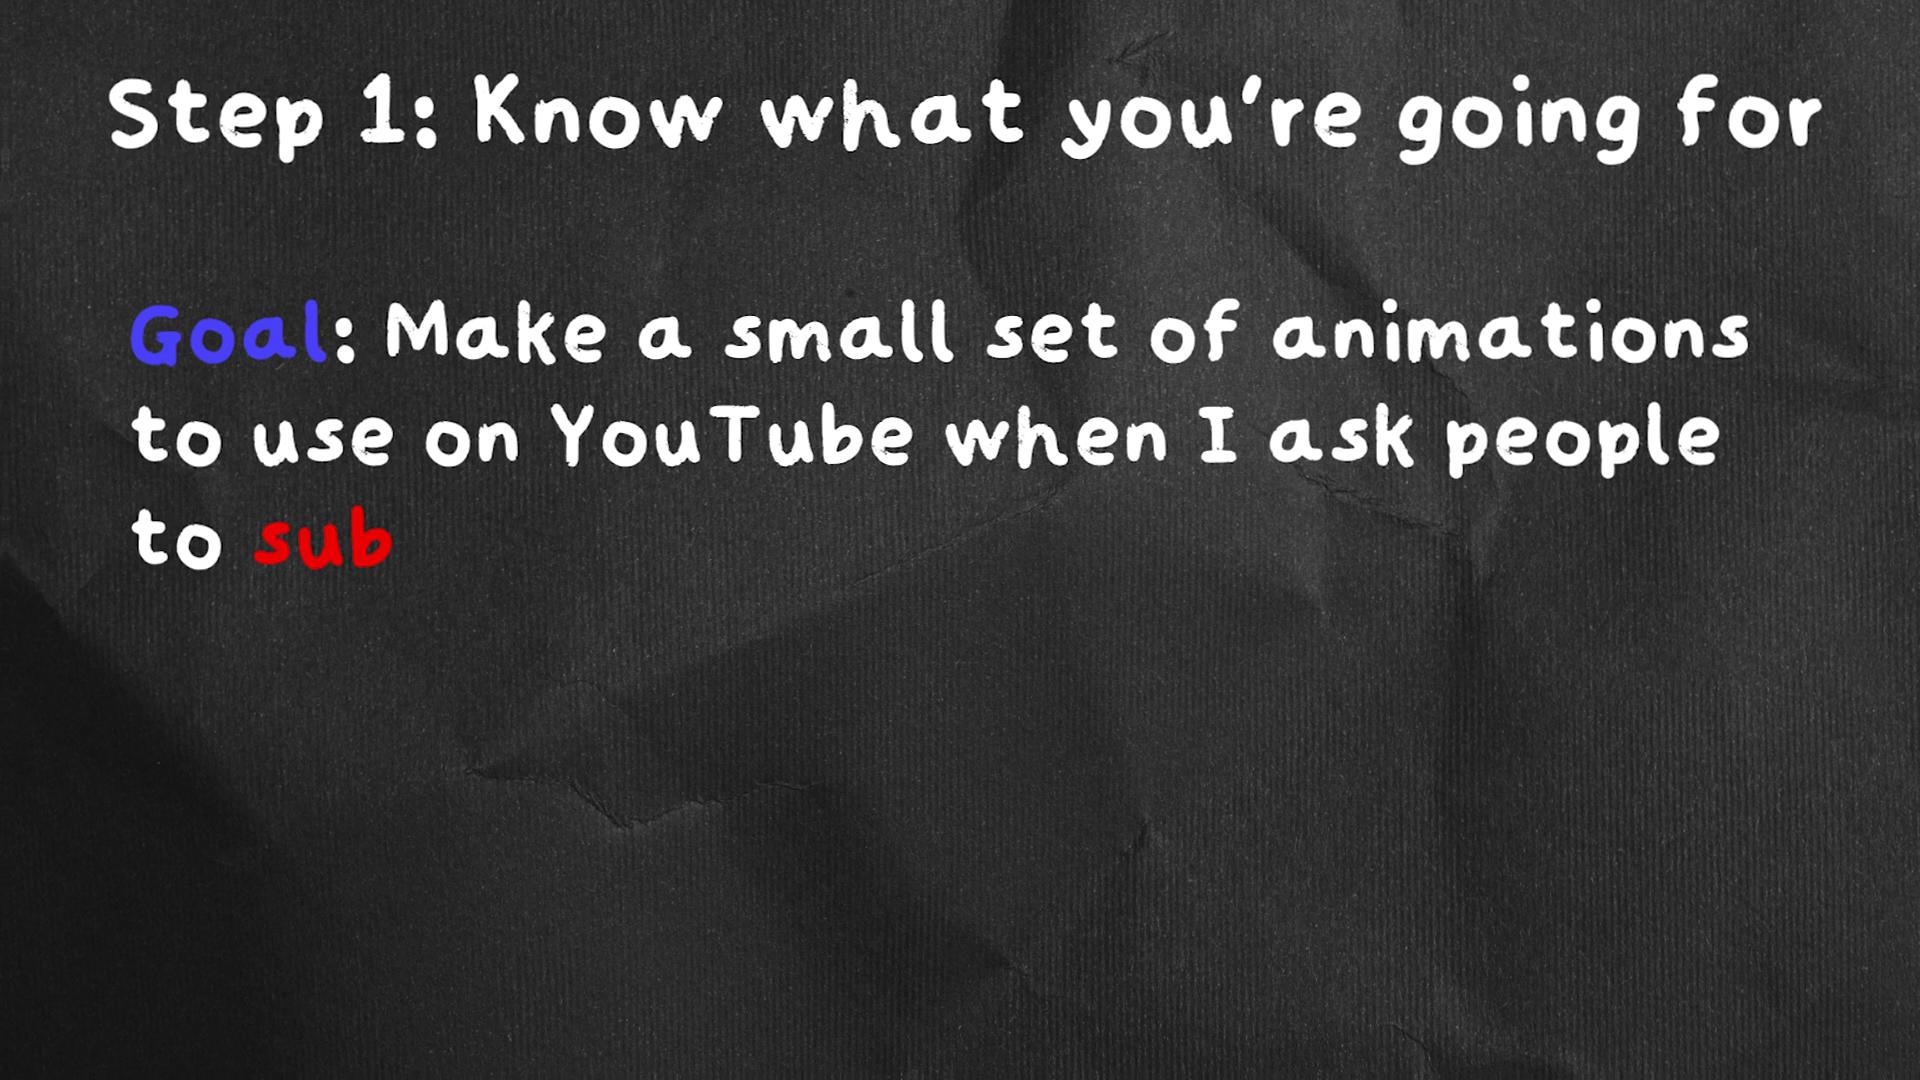 Step 1: Know what you're going for
Goal: Make a small set of animations
to use on YouTube when I ask people
to sub